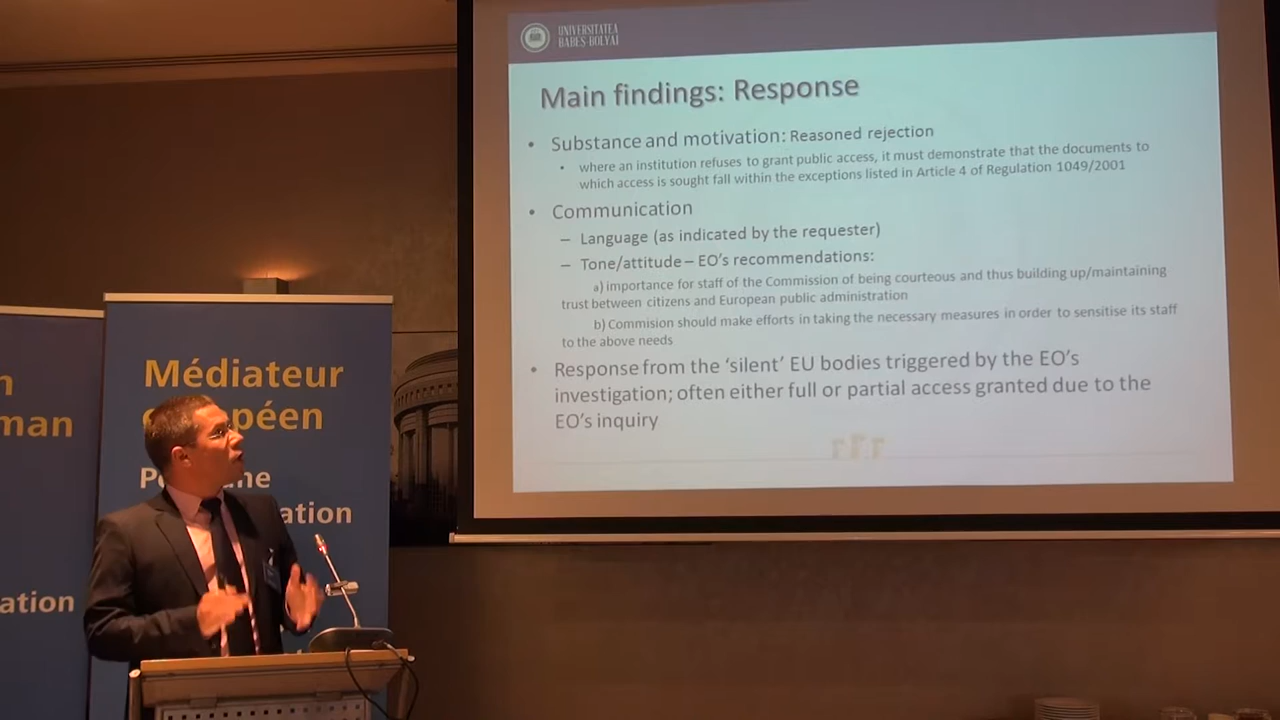 UNIVERSITATEA
BABEȘ-BOLYAI
Main findings: Response
• Substance and motivation: Reasoned rejection
• where an institution refuses to grant public access, it must demonstrate that the documents to
which access is sought fall within the exceptions listed in Article 4 of Regulation 1049/2001
• Communication
– Language (as indicated by the requester)
– Tone/attitude – EO's recommendations:
a) importance for staff of the Commission of being courteous and thus building up/maintaining
trust between citizens and European public administration
b) Commision should make efforts in taking the necessary measures in order to sensitise its staff
to the above needs
• Response from the 'silent' EU bodies triggered by the EO's
investigation; often either full or partial access granted due to the
EO's inquiry
Médiateur
péen
ne
ation
n
man
ation